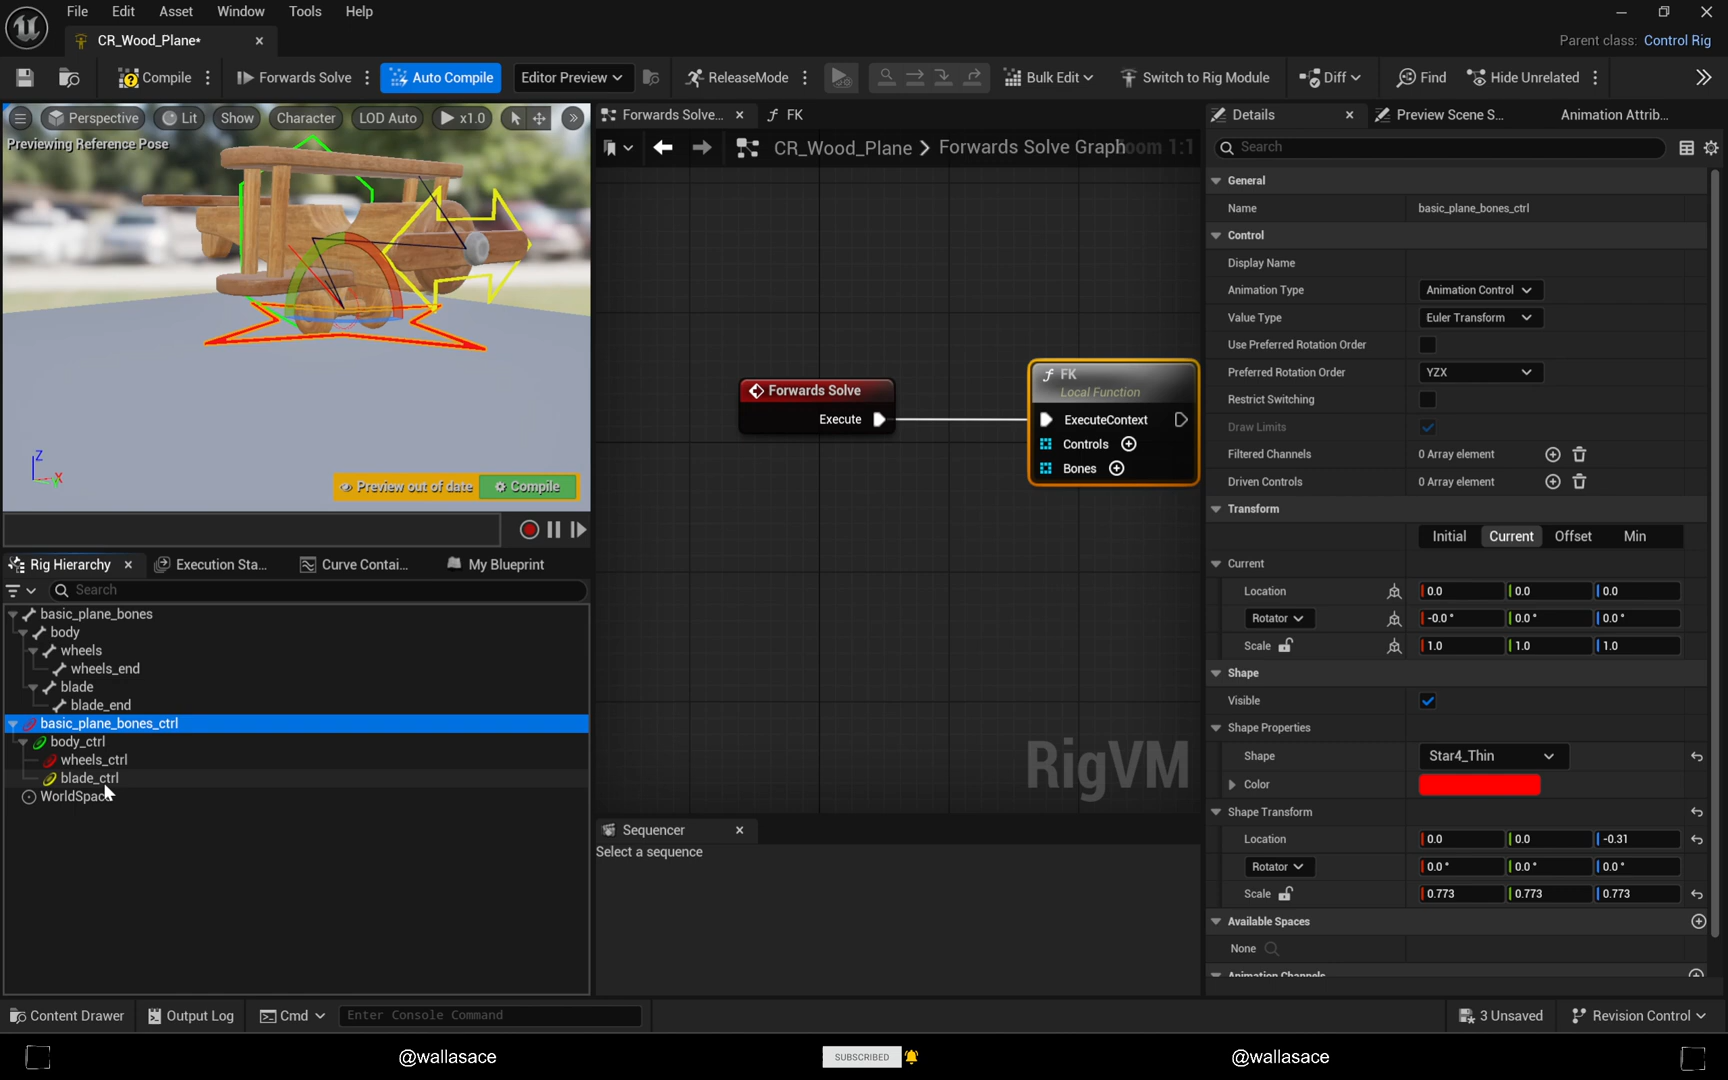 File Edit Asset Window Tools Help
CR_Wood_Plane*
Parent class: Control Rig
Compile Forwards Solve Auto Compile Editor Preview ReleaseMode Bulk Edit Switch to Rig Module Diff Find Hide Unrelated
Perspective Lit Show Character LOD Auto x1.0
Previewing Reference Pose
Z
X
Preview out of date Compile
Rig Hierarchy Execution Sta... Curve Contai... My Blueprint
Search
basic_plane_bones
body
wheels
wheels_end
blade
blade_end
basic_plane_bones_ctrl
body_ctrl
wheels_ctrl
blade_ctrl
WorldSpac
Forwards Solve... FK
CR_Wood_Plane > Forwards Solve Graph oom 1:1
Forwards Solve
Execute
FK
Local Function
ExecuteContext
Controls
Bones
RigVM
Sequencer
Select a sequence
Details Preview Scene S... Animation Attrib...
Search
General
Name basic_plane_bones_ctrl
Control
Display Name
Animation Type Animation Control
Value Type Euler Transform
Use Preferred Rotation Order
Preferred Rotation Order YZX
Restrict Switching
Draw Limits
Filtered Channels 0 Array element
Driven Controls 0 Array element
Transform
Initial Current Offset Min
Current
Location 0.0 0.0 0.0
Rotator -0.0° 0.0° 0.0°
Scale 1.0 1.0 1.0
Shape
Visible
Shape Properties
Shape Star4_Thin
Color
Shape Transform
Location 0.0 0.0 -0.31
Rotator 0.0° 0.0° 0.0°
Scale 0.773 0.773 0.773
Available Spaces
None
Animation Channels
Content Drawer Output Log Cmd Enter Console Command 3 Unsaved Revision Control
@wallasace SUBSCRIBED @wallasace